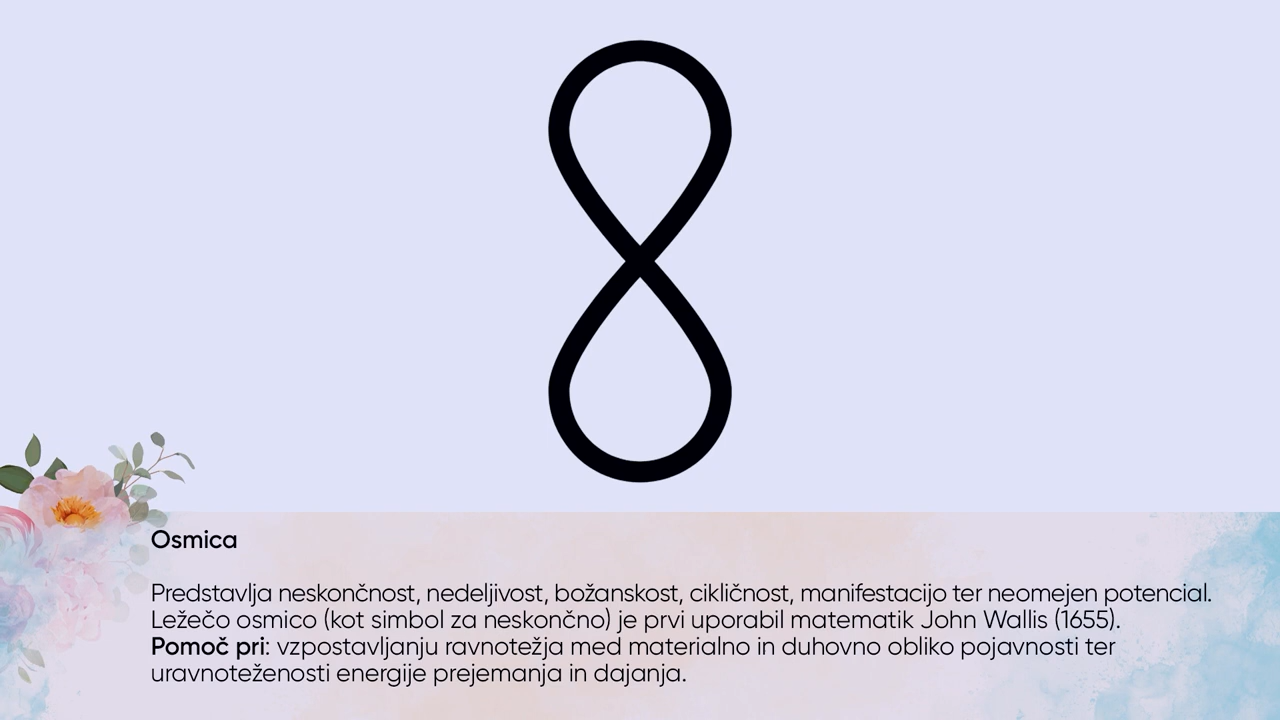 Osmica
Predstavlja neskončnost, nedeljivost, božanskost, cikličnost, manifestacijo ter neomejen potencial.
Ležečo osmico (kot simbol za neskončno) je prvi uporabil matematik John Wallis (1655).
Pomoč pri: vzpostavljanju ravnotežja med materialno in duhovno obliko pojavnosti ter
uravnoteženosti energije prejemanja in dajanja.